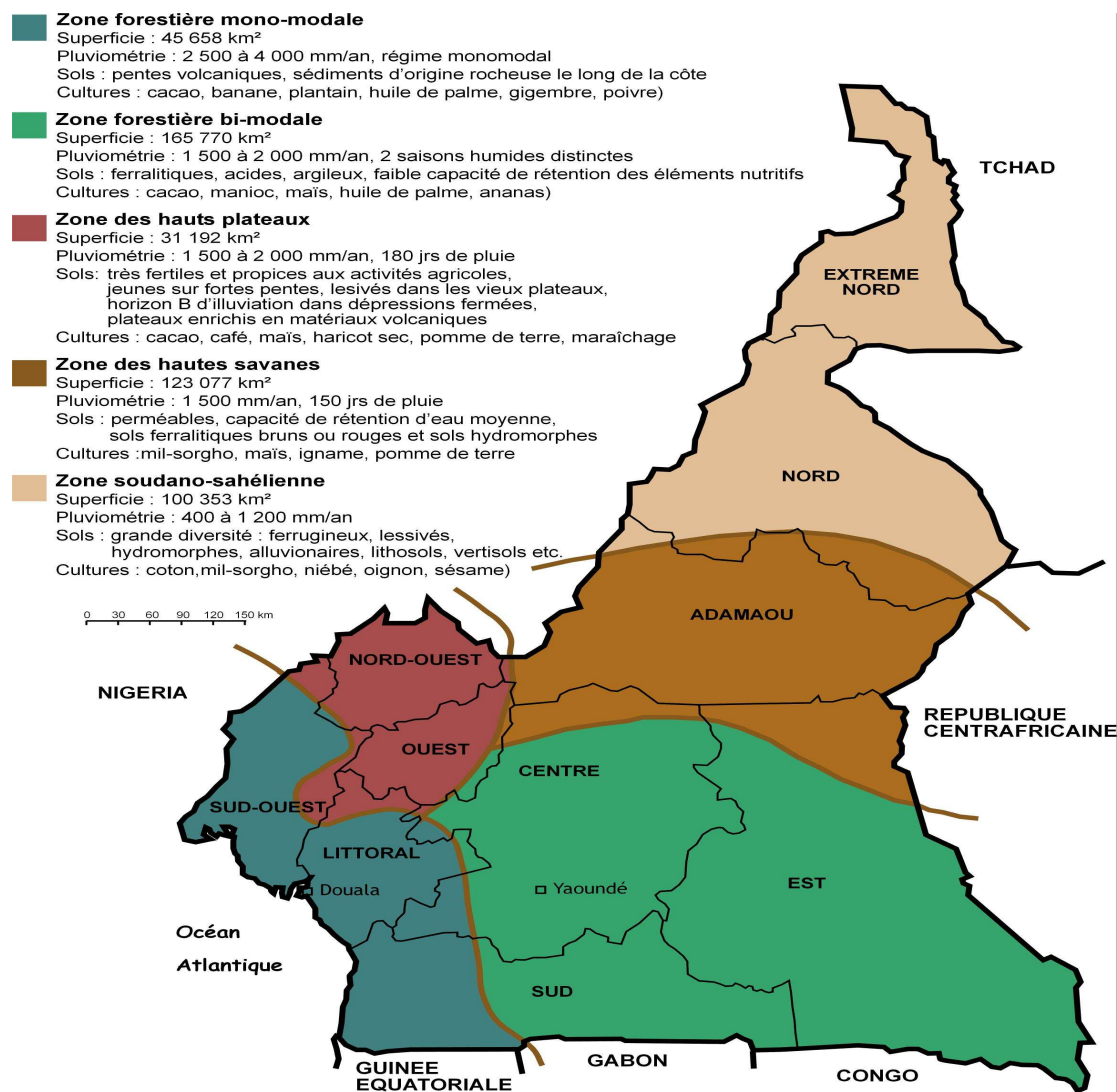 Zone forestière mono-modale
Superficie : 45 658 km²
Pluviométrie : 2 500 à 4 000 mm/an, régime monomodal
Sols : pentes volcaniques, sédiments d'origine rocheuse le long de la côte
Cultures : cacao, banane, plantain, huile de palme, gigembre, poivre)
Zone forestière bi-modale
Superficie : 165 770 km²
Pluviométrie : 1 500 à 2 000 mm/an, 2 saisons humides distinctes
Sols : ferralitiques, acides, argileux, faible capacité de rétention des éléments nutritifs
Cultures : cacao, manioc, maïs, huile de palme, ananas)
Zone des hauts plateaux
Superficie : 31 192 km²
Pluviométrie : 1 500 à 2 000 mm/an, 180 jrs de pluie
Sols: très fertiles et propices aux activités agricoles,
jeunes sur fortes pentes, lesivés dans les vieux plateaux,
horizon B d'illuviation dans dépressions fermées,
plateaux enrichis en matériaux volcaniques
Cultures : cacao, café, maïs, haricot sec, pomme de terre, maraîchage
Zone des hautes savanes
Superficie : 123 077 km²
Pluviométrie : 1 500 mm/an, 150 jrs de pluie
Sols : perméables, capacité de rétention d'eau moyenne,
sols ferralitiques bruns ou rouges et sols hydromorphes
Cultures :mil-sorgho, maïs, igname, pomme de terre
Zone soudano-sahélienne
Superficie : 100 353 km²
Pluviométrie : 400 à 1 200 mm/an
Sols : grande diversité : ferrugineux, lessivés,
hydromorphes, alluvionaires, lithosols, vertisols etc.
Cultures : coton,mil-sorgho, niébé, oignon, sésame)
0 30 60 90 120 150 km
TCHAD
EXTREME
NORD
NORD
ADAMAOU
NORD-OUEST
NIGERIA
REPUBLIQUE
CENTRAFRICAINE
OUEST
CENTRE
SUD-OUEST
LITTORAL
EST
Douala
Yaoundé
Océan
Atlantique
SUD
GUINEE
EQUATORIALE
GABON
CONGO